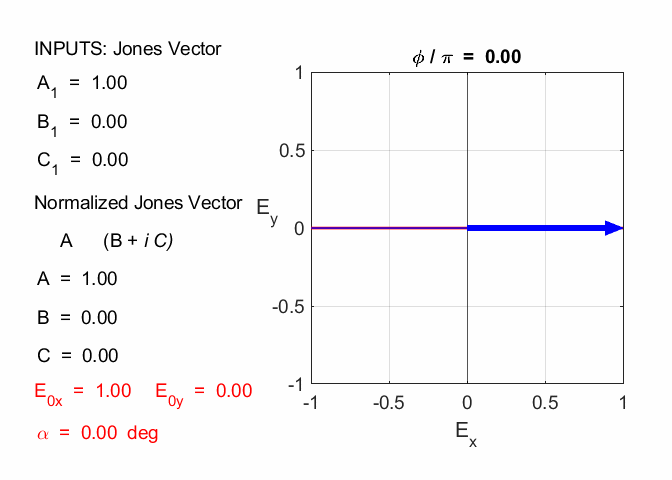 INPUTS: Jones Vector
A1 = 1.00
B1 = 0.00
C1 = 0.00
Normalized Jones Vector
A (B + i C)
A = 1.00
B = 0.00
C = 0.00
E0x = 1.00 E0y = 0.00
α = 0.00 deg
ϕ / π = 0.00
1
0.5
0
-0.5
-1
Ey
-1 -0.5 0 0.5 1
Ex